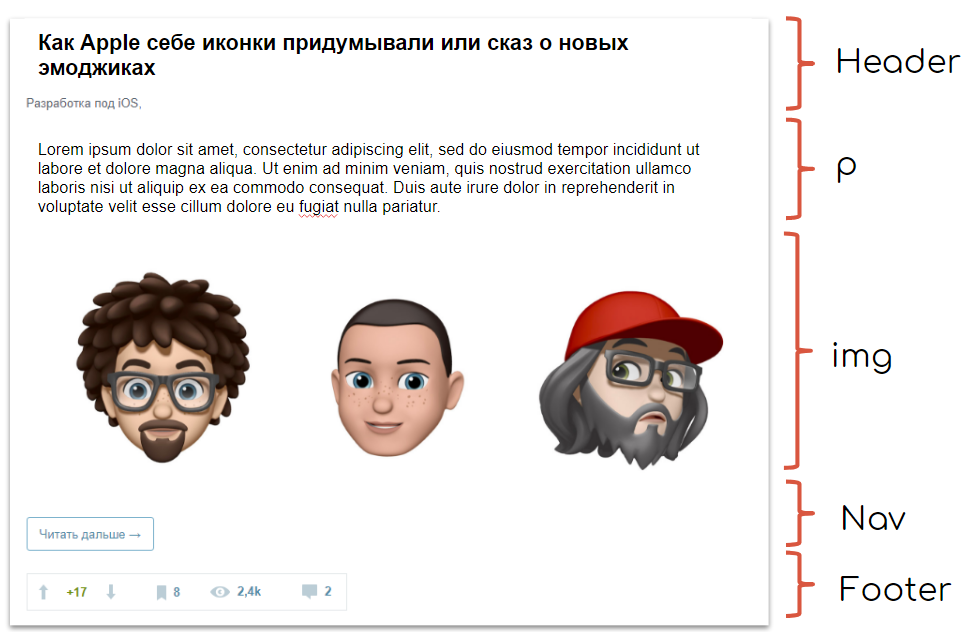 Как Apple себе иконки придумывали или сказ о новых
эмоджиках
Header
Разработка под iOS,
Lorem ipsum dolor sit amet, consectetur adipiscing elit, sed do eiusmod tempor incididunt ut
labore et dolore magna aliqua. Ut enim ad minim veniam, quis nostrud exercitation ullamco
laboris nisi ut aliquip ex ea commodo consequat. Duis aute irure dolor in reprehenderit in
voluptate velit esse cillum dolore eu fugiat nulla pariatur.
p
img
Читать дальше →
Nav
+17 8 2,4k 2
Footer